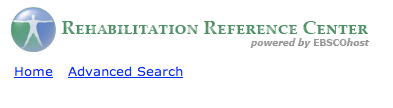 REHABILITATION REFERENCE CENTER
powered by EBSCOhost
Home Advanced Search